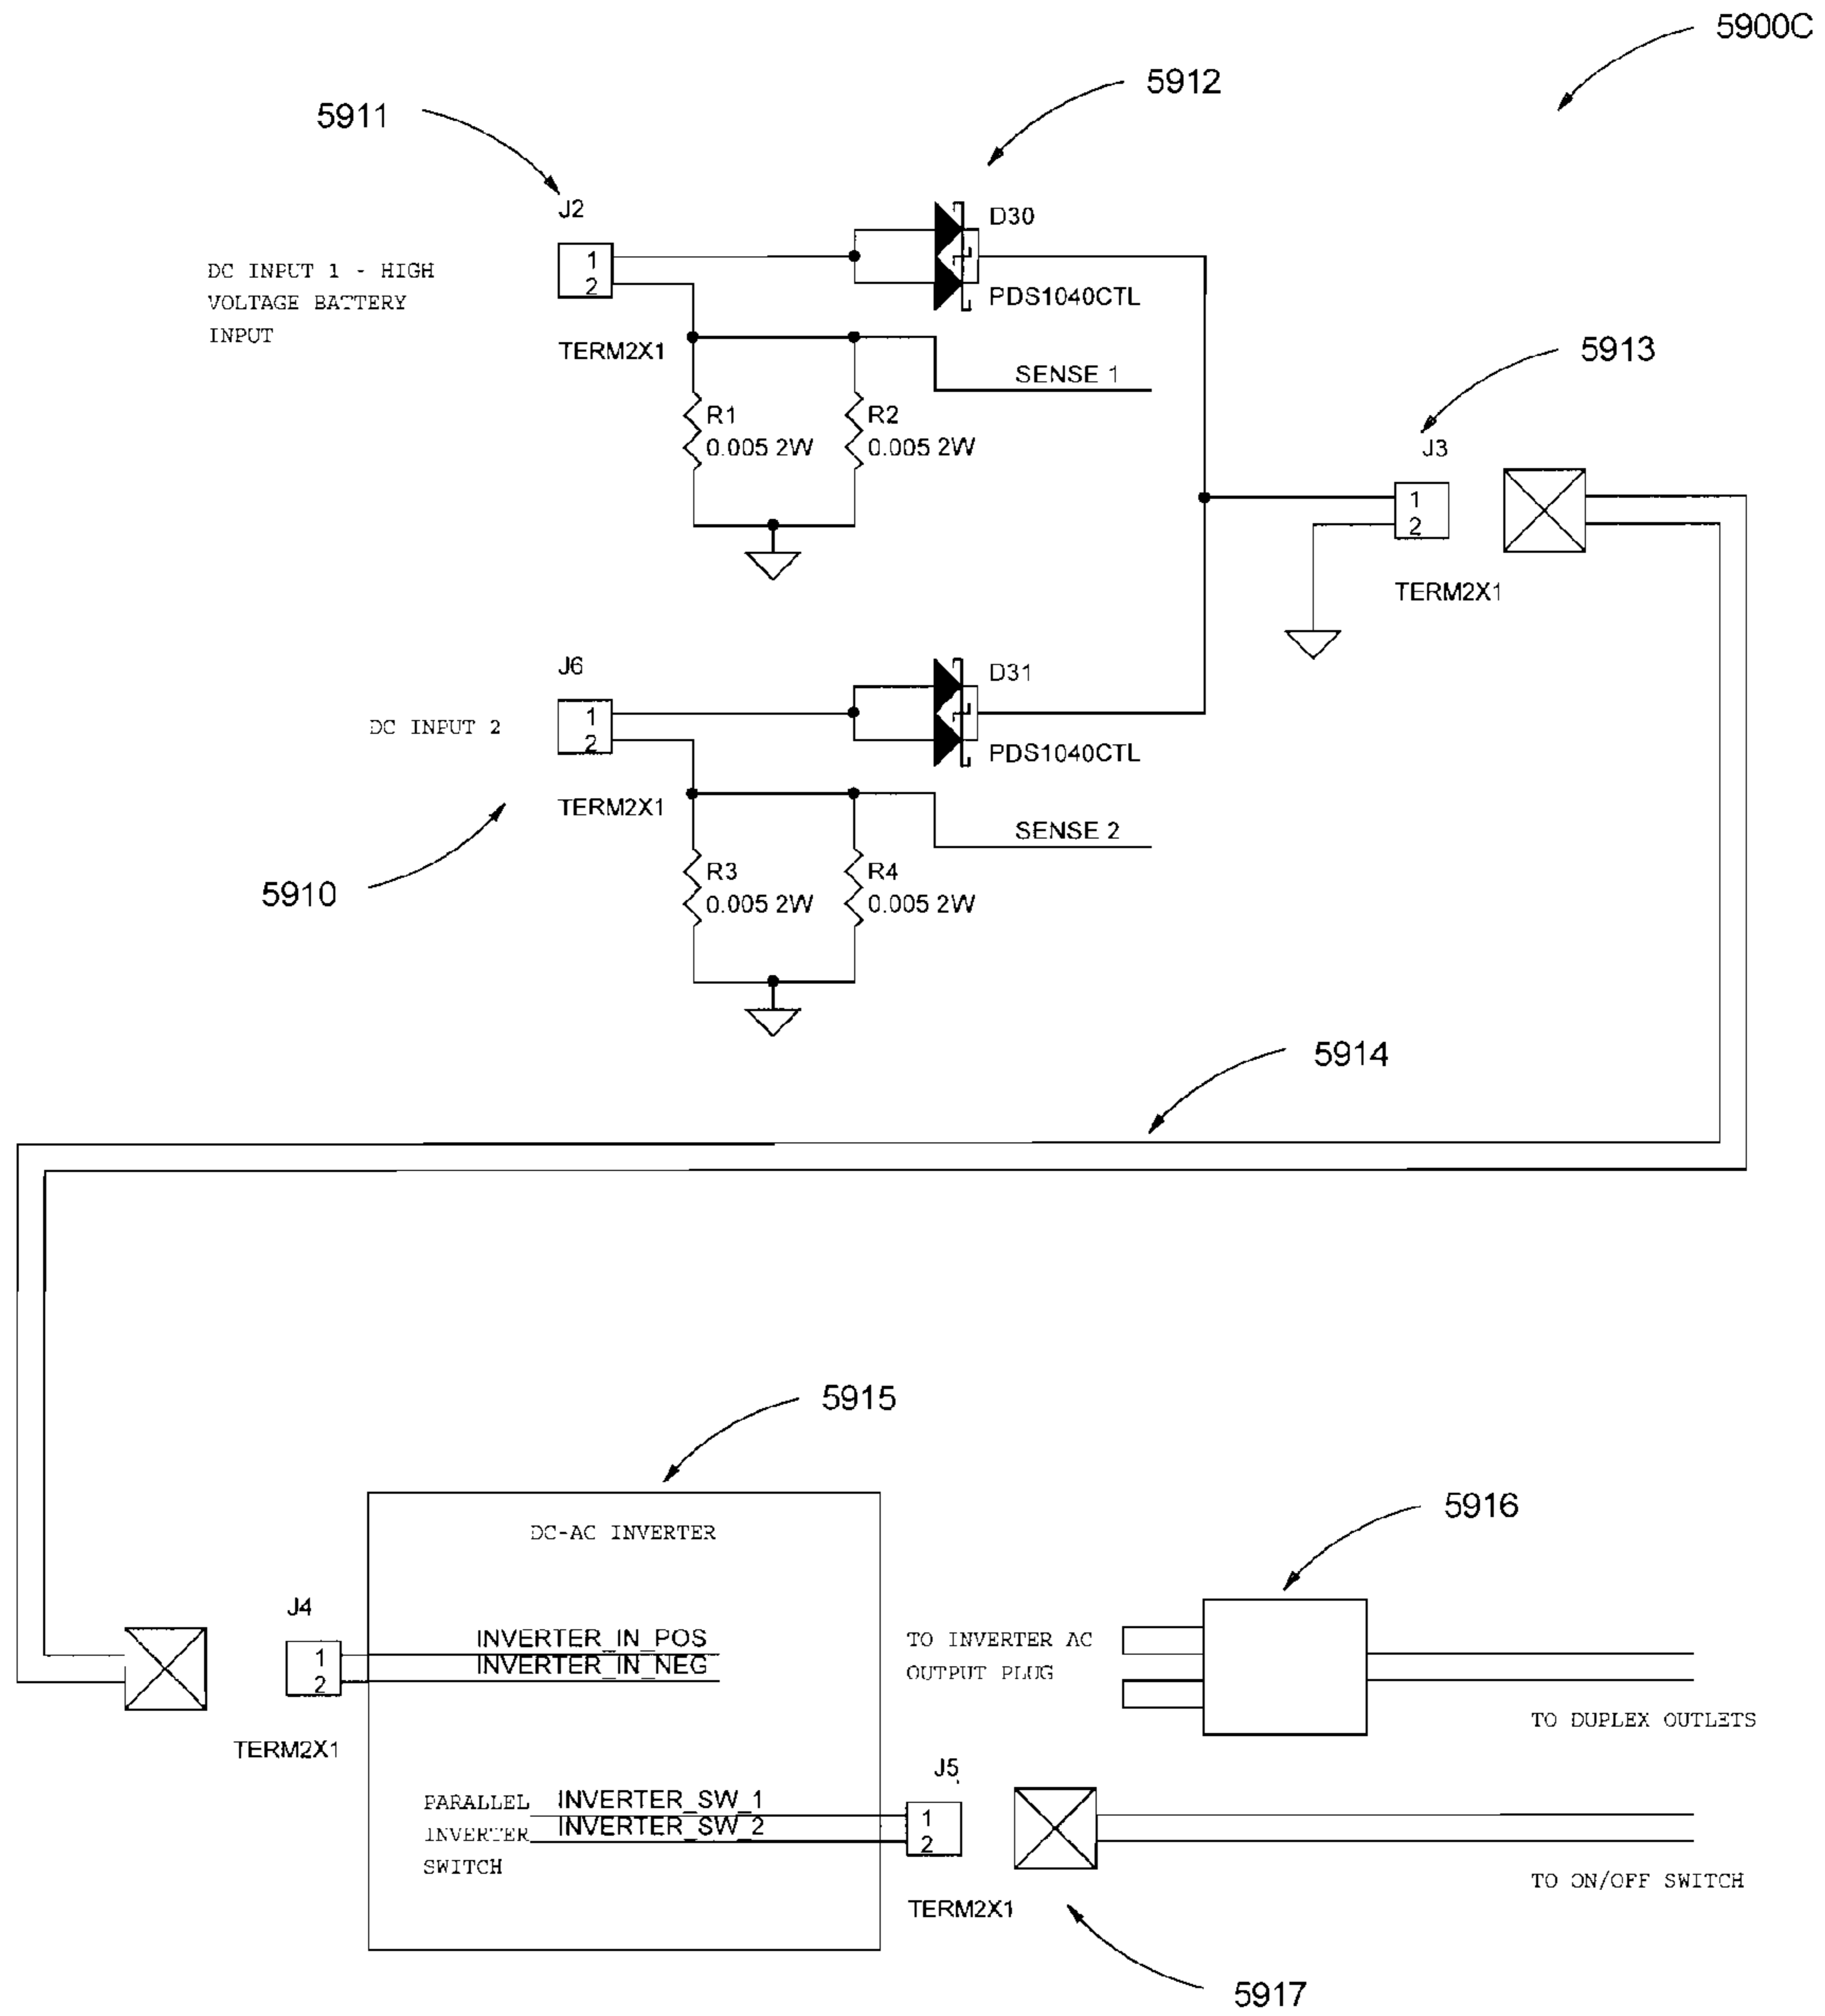 5900C
5912
5911
J2
D30
1
2
DC INPUT 1 - HIGH
VOLTAGE BATTERY
INPUT
PDS1040CTL
TERM2X1
5913
SENSE 1
R1
0.005 2W
R2
0.005 2W
J3
1
2
TERM2X1
J6
D31
DC INPUT 2
1
2
PDS1040CTL
TERM2X1
SENSE 2
5910
R3
0.005 2W
R4
0.005 2W
5914
5915
5916
DC-AC INVERTER
J4
1
2
INVERTER_IN_POS
INVERTER_IN_NEG
TERM2X1
TO INVERTER AC
OUTPUT PLUG
TO DUPLEX OUTLETS
J5
PARALLEL
INVERTER
SWITCH
INVERTER_SW_1
INVERTER_SW_2
1
2
TERM2X1
TO ON/OFF SWITCH
5917